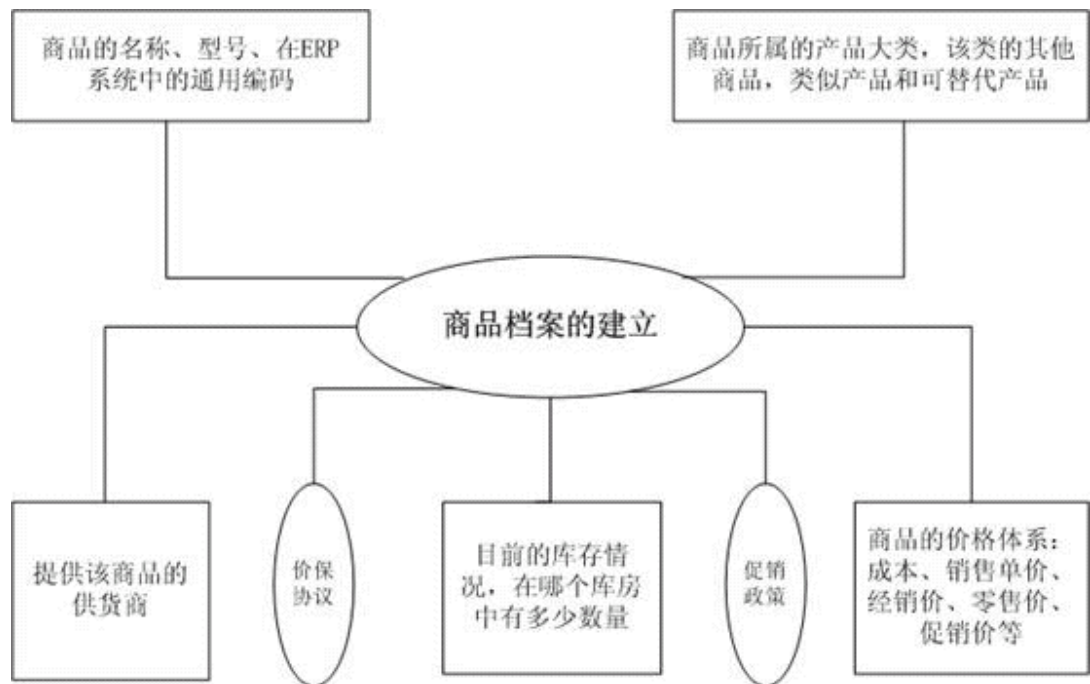 商品的名称、型号、在ERP
系统中的通用编码
商品所属的产品大类，该类的其他
商品，类似产品和可替代产品
商品档案的建立
提供该商品的
供货商
价保
协议
目前的库存情
况，在哪个库房
中有多少数量
促销
政策
商品的价格体系：
成本、销售单价、
经销价、零售价、
促销价等